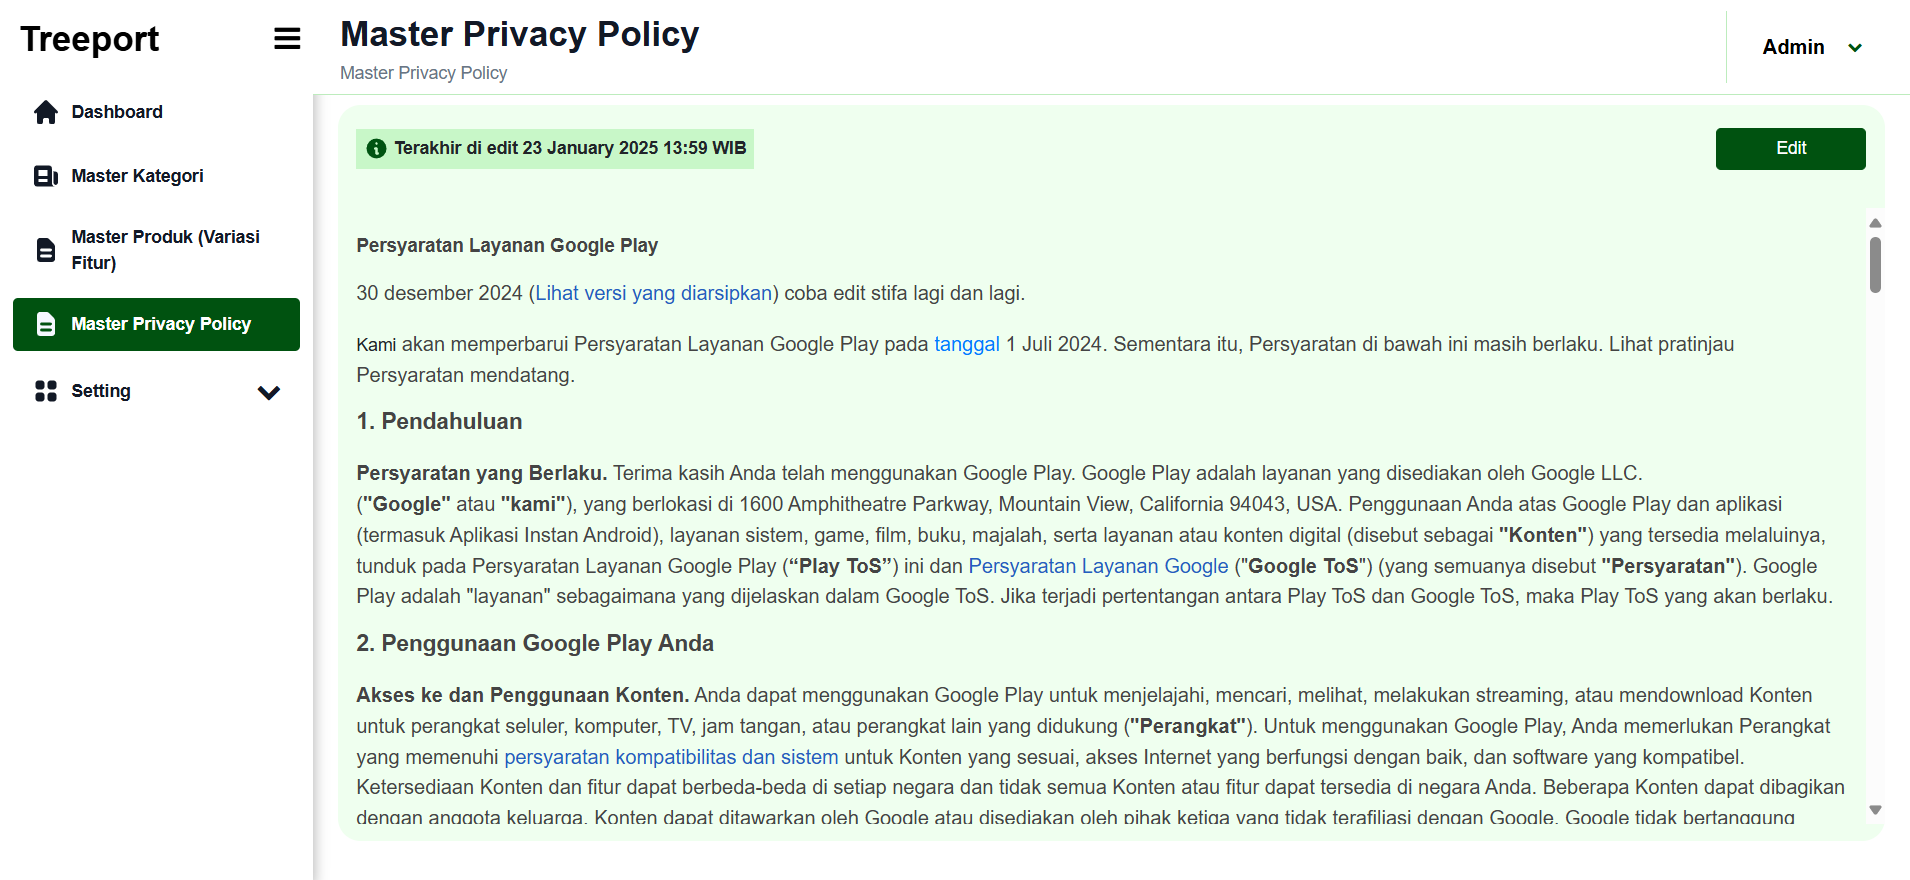 Treeport
Master Privacy Policy
Master Privacy Policy
Admin
Dashboard
Master Kategori
Master Produk (Variasi
Fitur)
Master Privacy Policy
Setting
Terakhir di edit 23 January 2025 13:59 WIB
Edit
Persyaratan Layanan Google Play
30 desember 2024 (Lihat versi yang diarsipkan) coba edit stifa lagi dan lagi.
Kami akan memperbarui Persyaratan Layanan Google Play pada tanggal 1 Juli 2024. Sementara itu, Persyaratan di bawah ini masih berlaku. Lihat pratinjau
Persyaratan mendatang.
1. Pendahuluan
Persyaratan yang Berlaku. Terima kasih Anda telah menggunakan Google Play. Google Play adalah layanan yang disediakan oleh Google LLC.
("Google" atau "kami"), yang berlokasi di 1600 Amphitheatre Parkway, Mountain View, California 94043, USA. Penggunaan Anda atas Google Play dan aplikasi
(termasuk Aplikasi Instan Android), layanan sistem, game, film, buku, majalah, serta layanan atau konten digital (disebut sebagai "Konten") yang tersedia melaluinya,
tunduk pada Persyaratan Layanan Google Play (“Play ToS”) ini dan Persyaratan Layanan Google ("Google ToS") (yang semuanya disebut "Persyaratan"). Google
Play adalah "layanan" sebagaimana yang dijelaskan dalam Google ToS. Jika terjadi pertentangan antara Play ToS dan Google ToS, maka Play ToS yang akan berlaku.
2. Penggunaan Google Play Anda
Akses ke dan Penggunaan Konten. Anda dapat menggunakan Google Play untuk menjelajahi, mencari, melihat, melakukan streaming, atau mendownload Konten
untuk perangkat seluler, komputer, TV, jam tangan, atau perangkat lain yang didukung ("Perangkat"). Untuk menggunakan Google Play, Anda memerlukan Perangkat
yang memenuhi persyaratan kompatibilitas dan sistem untuk Konten yang sesuai, akses Internet yang berfungsi dengan baik, dan software yang kompatibel.
Ketersediaan Konten dan fitur dapat berbeda-beda di setiap negara dan tidak semua Konten atau fitur dapat tersedia di negara Anda. Beberapa Konten dapat dibagikan
dengan anggota keluarga. Konten dapat ditawarkan oleh Google atau disediakan oleh pihak ketiga yang tidak terafiliasi dengan Google. Google tidak bertanggung